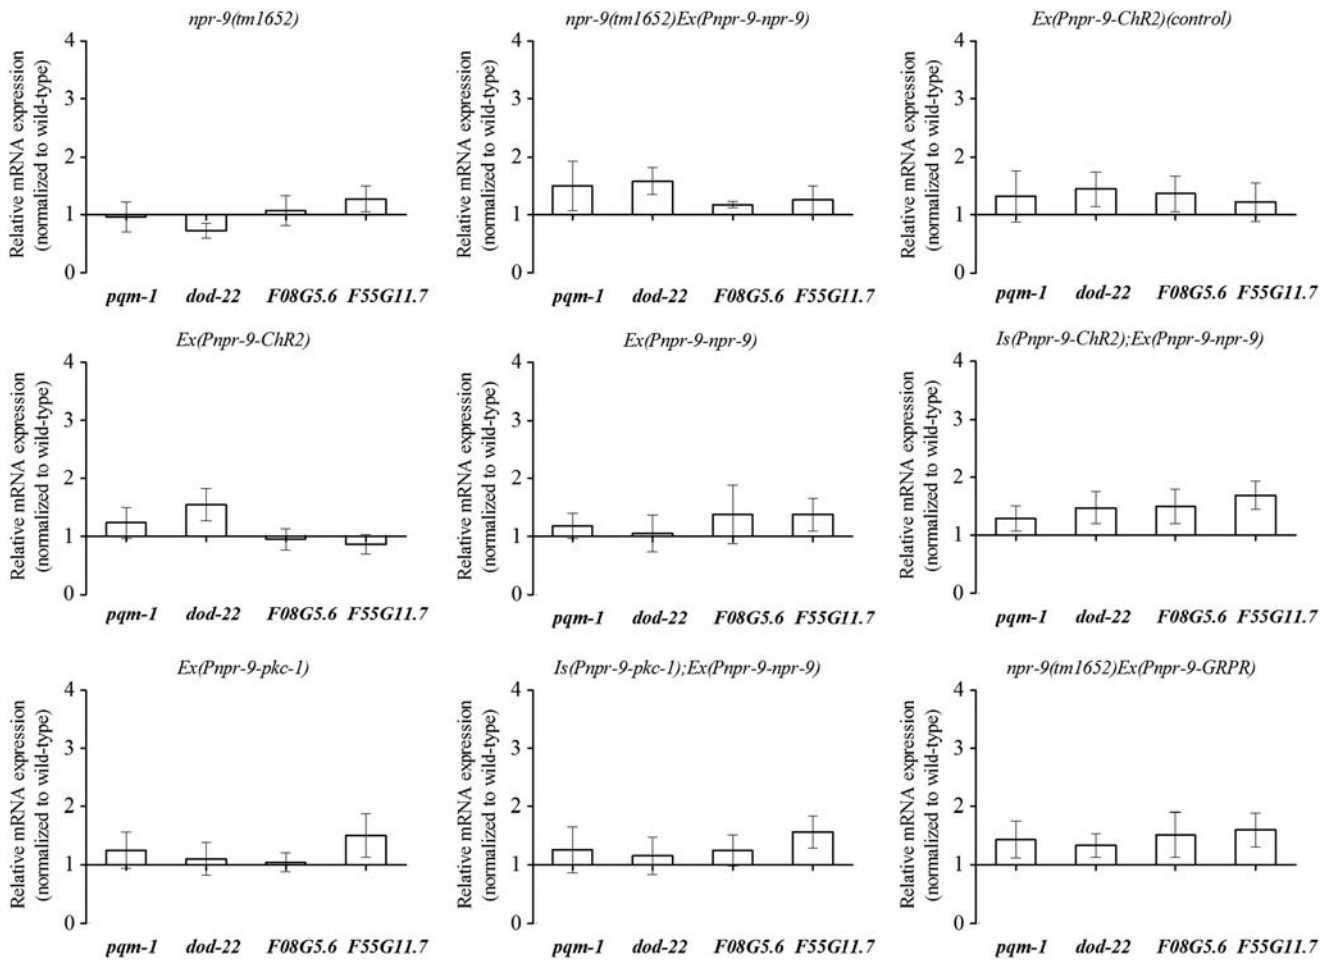 npr-9(tm1652)
Relative mRNA expression
(normalized to wild-type)
4
3
2
1
0
pqm-1 dod-22 F08G5.6 F55G11.7
npr-9(tm1652)Ex(Pnpr-9-npr-9)
Relative mRNA expression
(normalized to wild-type)
4
3
2
1
0
pqm-1 dod-22 F08G5.6 F55G11.7
Ex(Pnpr-9-ChR2)(control)
Relative mRNA expression
(normalized to wild-type)
4
3
2
1
0
pqm-1 dod-22 F08G5.6 F55G11.7
Ex(Pnpr-9-ChR2)
Relative mRNA expression
(normalized to wild-type)
4
3
2
1
0
pqm-1 dod-22 F08G5.6 F55G11.7
Ex(Pnpr-9-npr-9)
Relative mRNA expression
(normalized to wild-type)
4
3
2
1
0
pqm-1 dod-22 F08G5.6 F55G11.7
Is(Pnpr-9-ChR2);Ex(Pnpr-9-npr-9)
Relative mRNA expression
(normalized to wild-type)
4
3
2
1
0
pqm-1 dod-22 F08G5.6 F55G11.7
Ex(Pnpr-9-pkc-1)
Relative mRNA expression
(normalized to wild-type)
4
3
2
1
0
pqm-1 dod-22 F08G5.6 F55G11.7
Is(Pnpr-9-pkc-1);Ex(Pnpr-9-npr-9)
Relative mRNA expression
(normalized to wild-type)
4
3
2
1
0
pqm-1 dod-22 F08G5.6 F55G11.7
npr-9(tm1652)Ex(Pnpr-9-GRPR)
Relative mRNA expression
(normalized to wild-type)
4
3
2
1
0
pqm-1 dod-22 F08G5.6 F55G11.7